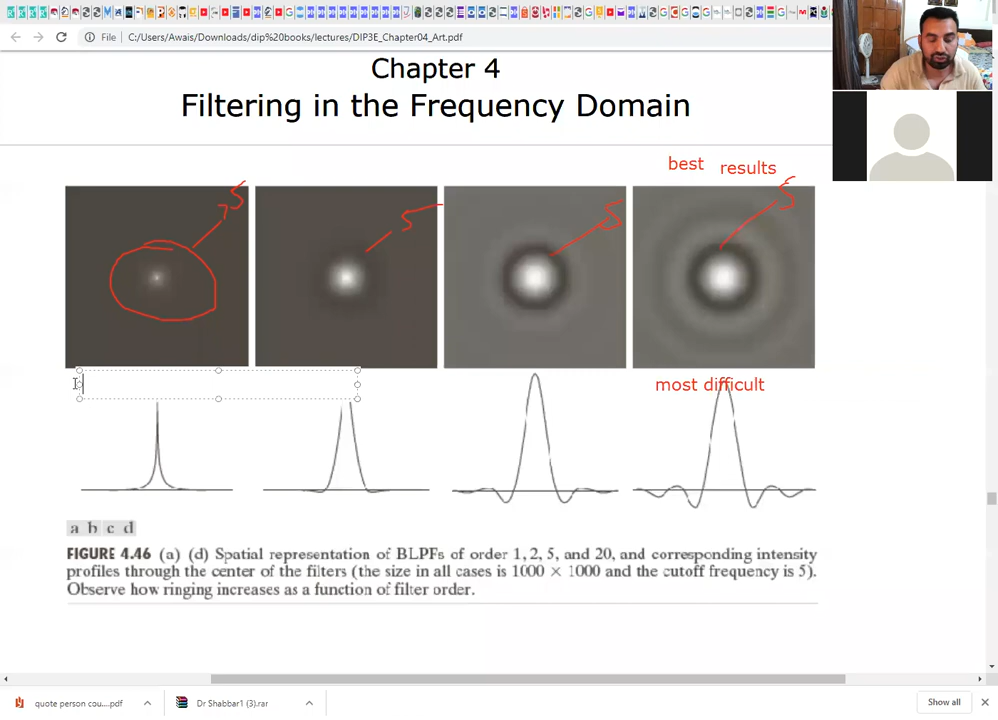 File
C:/Users/Awais/Downloads/dip%20books/lectures/DIP3E_Chapter04_Art.pdf
Chapter 4
Filtering in the Frequency Domain
best results
5 5 5 5
most difficult
a b c d
FIGURE 4.46 (a) (d) Spatial representation of BLPFs of order 1, 2, 5, and 20, and corresponding intensity
profiles through the center of the filters (the size in all cases is 1000 × 1000 and the cutoff frequency is 5).
Observe how ringing increases as a function of filter order.
quote person cou....pdf
Dr Shabbar1 (3).rar
Show all